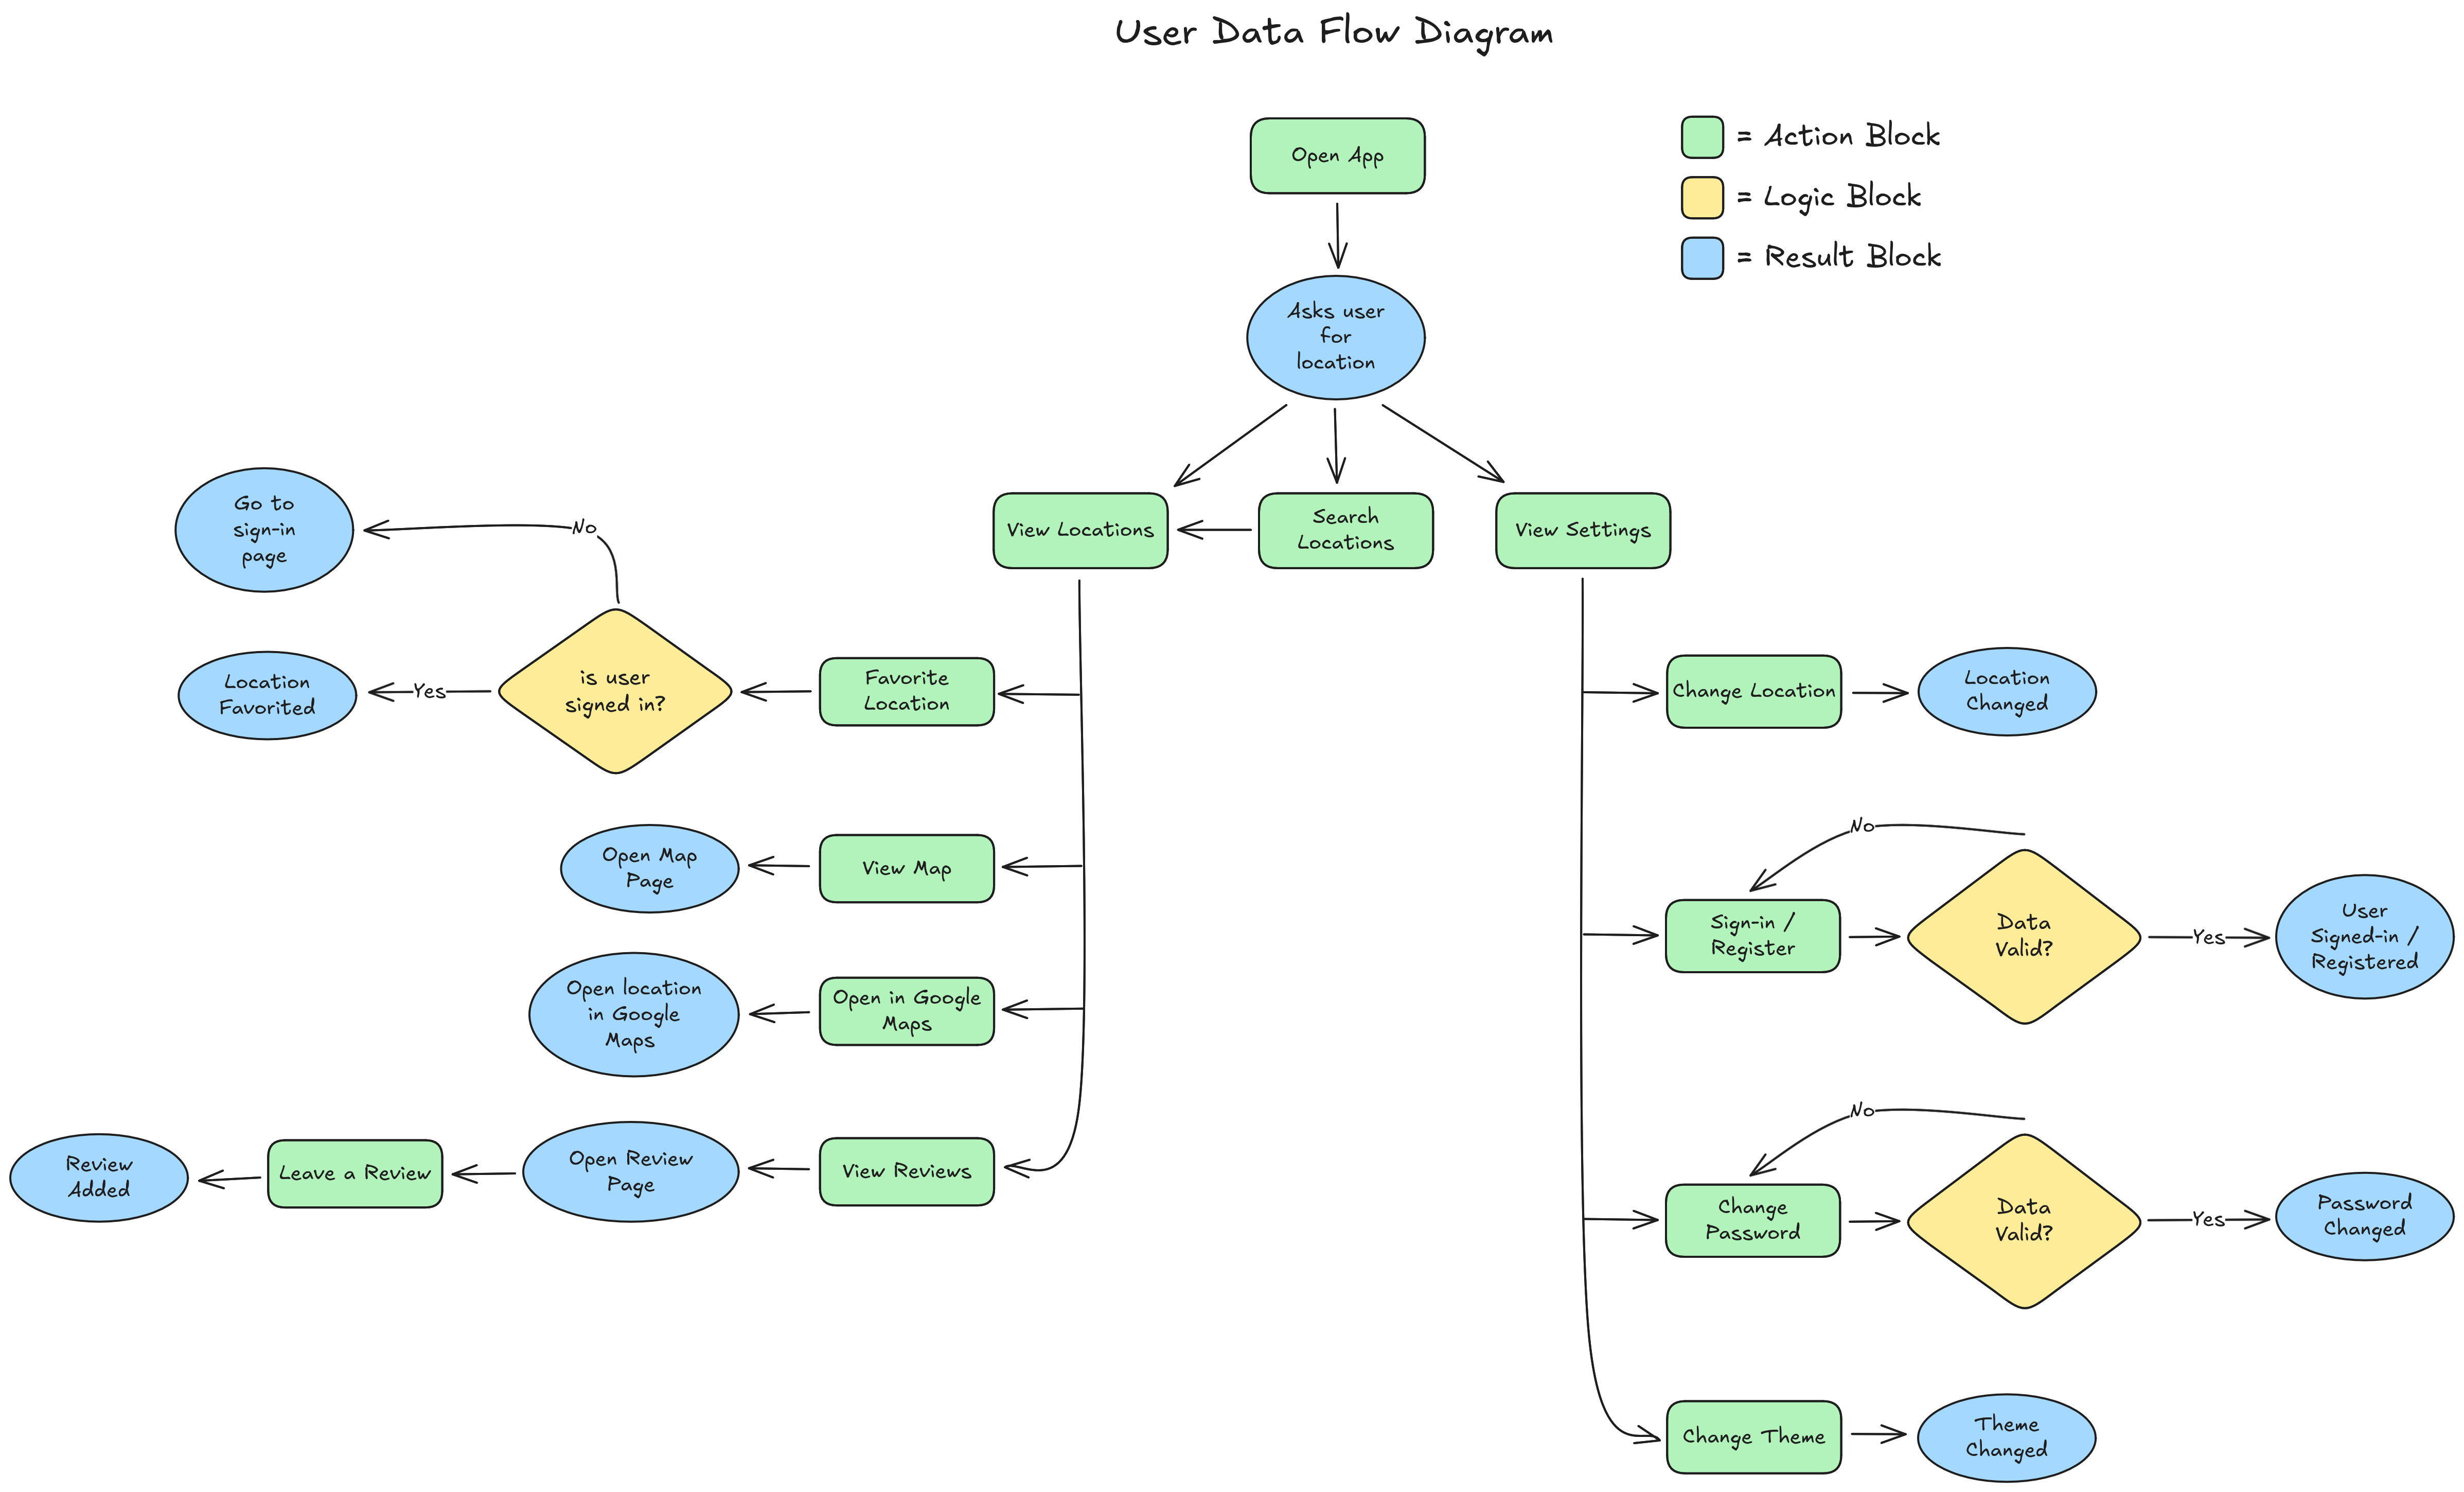 User Data Flow Diagram
Open App
= Action Block
= Logic Block
= Result Block
Asks user
for
location
View Locations
Search
Locations
View Settings
Go to
sign-in
page
No
is user
signed in?
Yes
Location
Favorited
Favorite
Location
Open Map
Page
View Map
Open location
in Google
Maps
Open in Google
Maps
Review
Added
Leave a Review
Open Review
Page
View Reviews
Change Location
Location
Changed
No
Sign-in /
Register
Data
Valid?
Yes
User
Signed-in /
Registered
No
Change
Password
Data
Valid?
Yes
Password
Changed
Change Theme
Theme
Changed